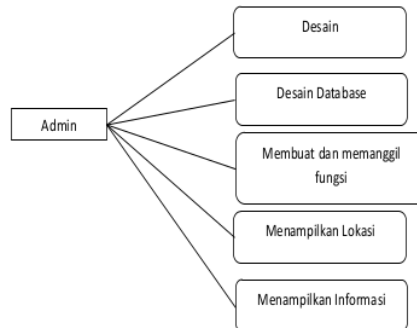 Desain
Desain Database
Admin
Membuat dan memanggil
fungsi
Menampilkan Lokasi
Menampilkan Informasi